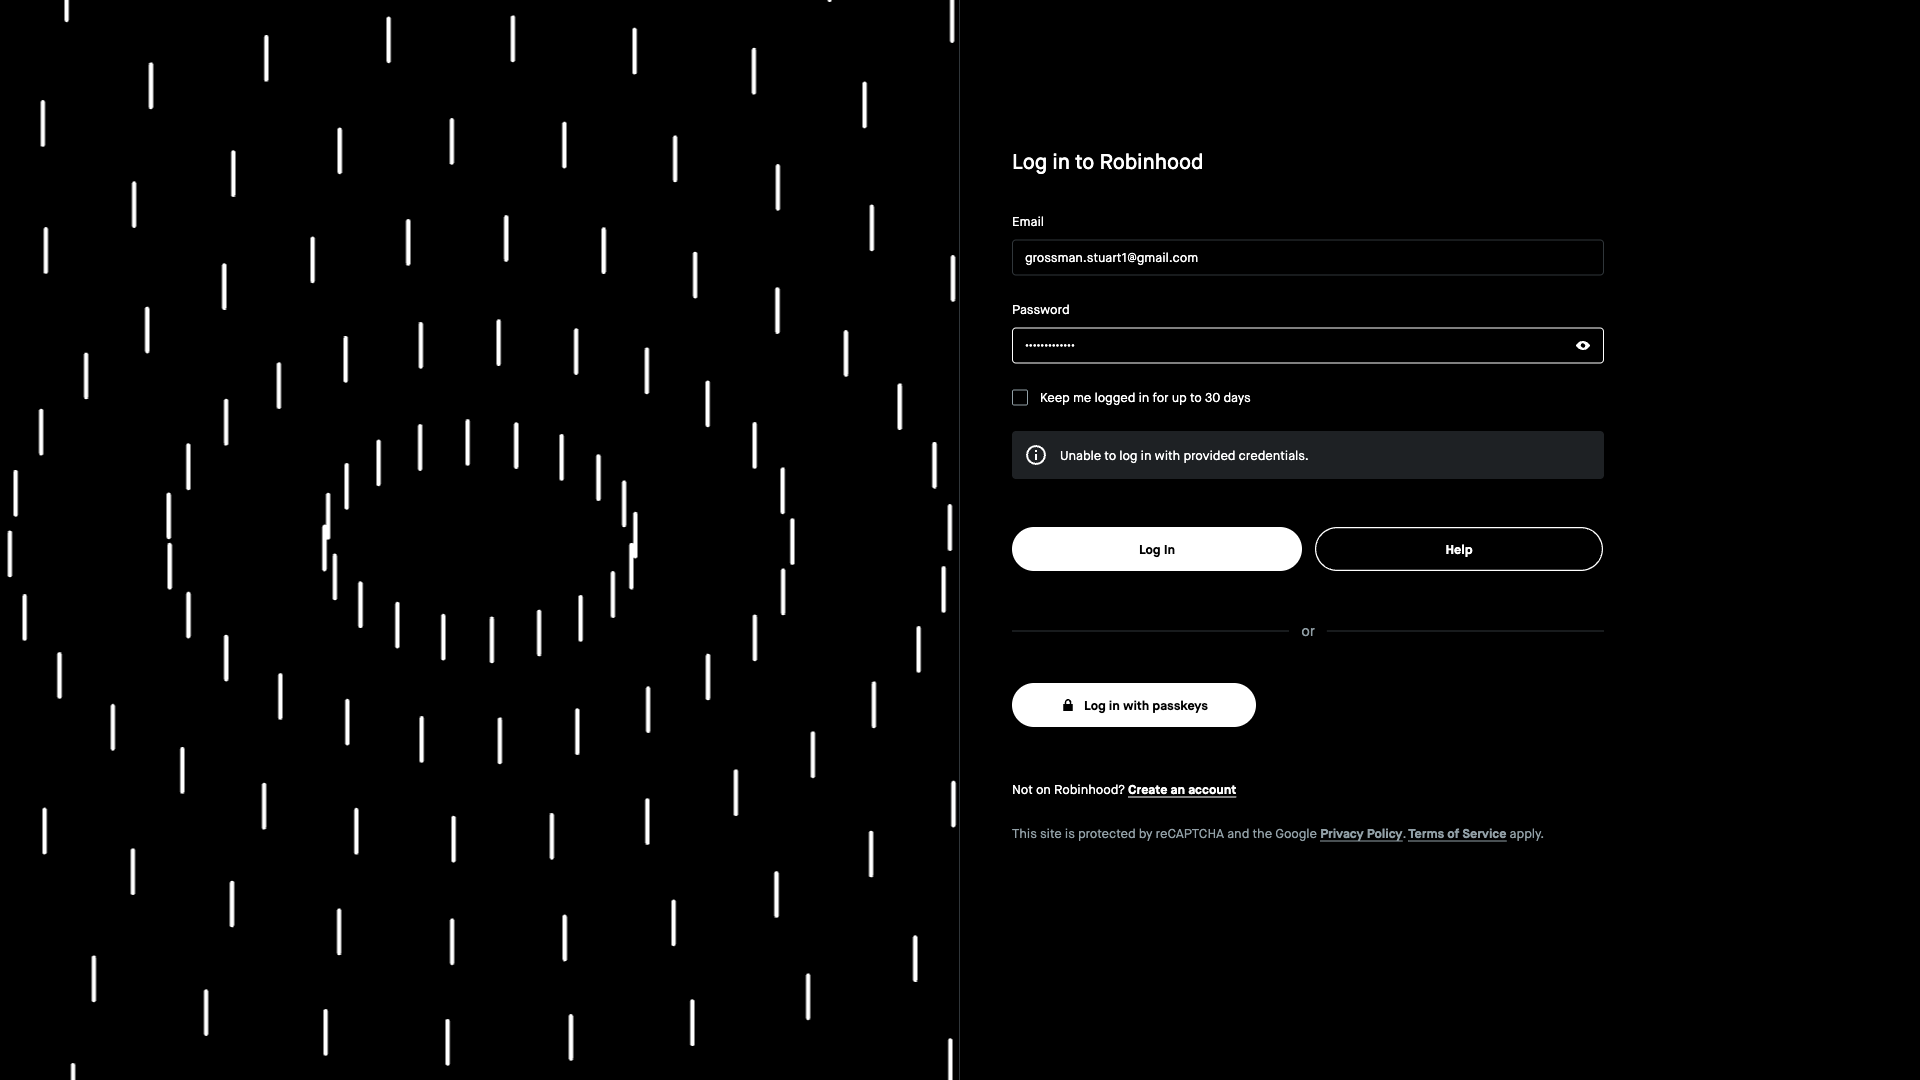 Log in to Robinhood
Email
grossman.stuart1@gmail.com
Password
•••••••••••••
Keep me logged in for up to 30 days
Unable to log in with provided credentials.
Log In
Help
or
Log in with passkeys
Not on Robinhood? Create an account
This site is protected by reCAPTCHA and the Google Privacy Policy. Terms of Service apply.